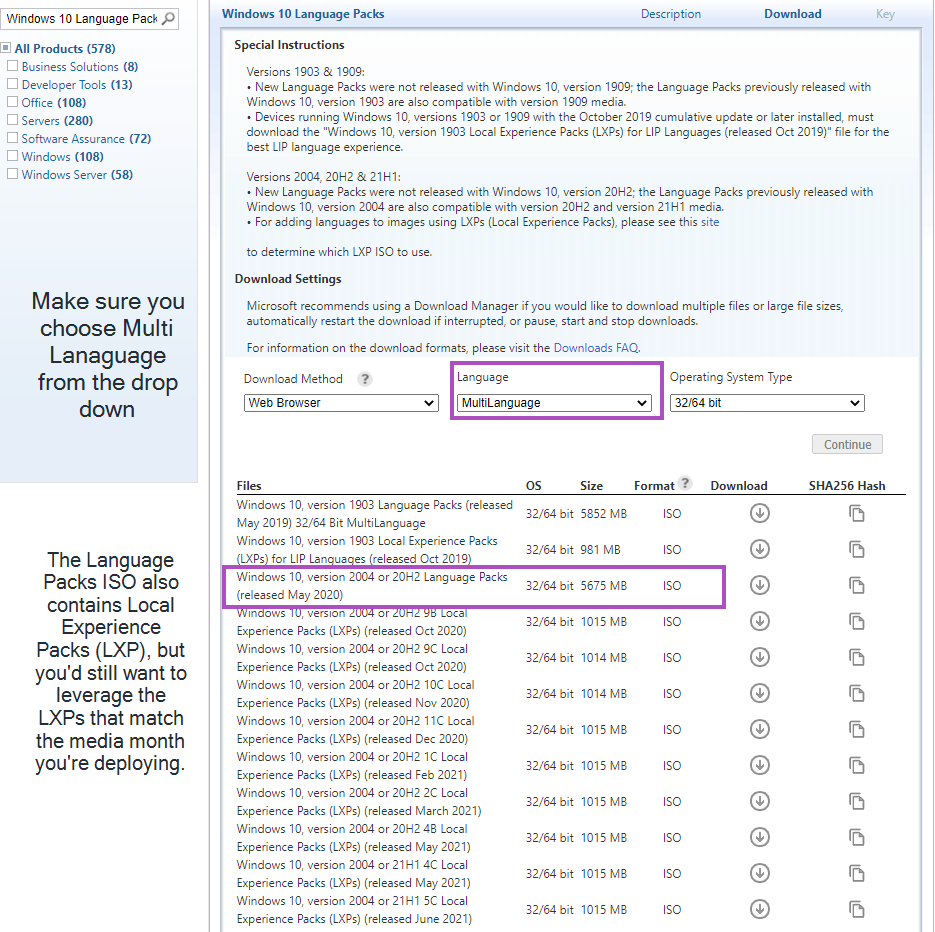 Windows 10 Language Pack
All Products (578)
Business Solutions (8)
Developer Tools (13)
Office (108)
Servers (280)
Software Assurance (72)
Windows (108)
Windows Server (58)
Make sure you
choose Multi
Lanaguage
from the drop
down
The Language
Packs ISO also
contains Local
Experience
Packs (LXP), but
you'd still want to
leverage the
LXPs that match
the media month
you're deploying.
Windows 10 Language Packs
Description Download Key
Special Instructions
Versions 1903 & 1909:
• New Language Packs were not released with Windows 10, version 1909; the Language Packs previously released with
Windows 10, version 1903 are also compatible with version 1909 media.
• Devices running Windows 10, versions 1903 or 1909 with the October 2019 cumulative update or later installed, must
download the "Windows 10, version 1903 Local Experience Packs (LXPs) for LIP Languages (released Oct 2019)" file for the
best LIP language experience.
Versions 2004, 20H2 & 21H1:
• New Language Packs were not released with Windows 10, version 20H2; the Language Packs previously released with
Windows 10, version 2004 are also compatible with version 20H2 and version 21H1 media.
• For adding languages to images using LXPs (Local Experience Packs), please see this site
to determine which LXP ISO to use.
Download Settings
Microsoft recommends using a Download Manager if you would like to download multiple files or large file sizes,
automatically restart the download if interrupted, or pause, start and stop downloads.
For information on the download formats, please visit the Downloads FAQ.
Download Method ? Language Operating System Type
Web Browser MultiLanguage 32/64 bit
Continue
Files OS Size Format ? Download SHA256 Hash
Windows 10, version 1903 Language Packs (released
May 2019) 32/64 Bit MultiLanguage 32/64 bit 5852 MB ISO
Windows 10, version 1903 Local Experience Packs
(LXPs) for LIP Languages (released Oct 2019) 32/64 bit 981 MB ISO
Windows 10, version 2004 or 20H2 Language Packs
(released May 2020) 32/64 bit 5675 MB ISO
Windows 10, version 2004 or 20H2 9B Local
Experience Packs (LXPs) (released Oct 2020) 32/64 bit 1015 MB ISO
Windows 10, version 2004 or 20H2 9C Local
Experience Packs (LXPs) (released Oct 2020) 32/64 bit 1014 MB ISO
Windows 10, version 2004 or 20H2 10C Local
Experience Packs (LXPs) (released Nov 2020) 32/64 bit 1014 MB ISO
Windows 10, version 2004 or 20H2 11C Local
Experience Packs (LXPs) (released Dec 2020) 32/64 bit 1015 MB ISO
Windows 10, version 2004 or 20H2 1C Local
Experience Packs (LXPs) (released Feb 2021) 32/64 bit 1015 MB ISO
Windows 10, version 2004 or 20H2 2C Local
Experience Packs (LXPs) (released March 2021) 32/64 bit 1015 MB ISO
Windows 10, version 2004 or 20H2 4B Local
Experience Packs (LXPs) (released May 2021) 32/64 bit 1015 MB ISO
Windows 10, version 2004 or 21H1 4C Local
Experience Packs (LXPs) (released May 2021) 32/64 bit 1015 MB ISO
Windows 10, version 2004 or 21H1 5C Local
Experience Packs (LXPs) (released June 2021) 32/64 bit 1015 MB ISO